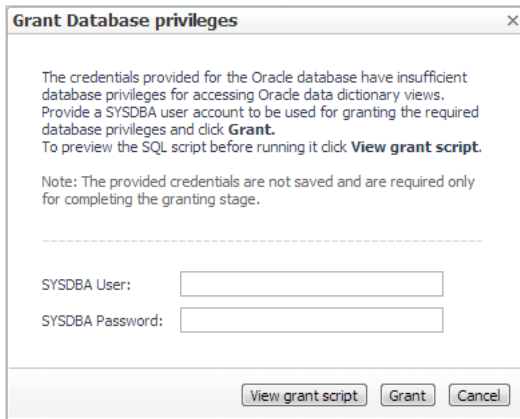 Grant Database privileges
The credentials provided for the Oracle database have insufficient
database privileges for accessing Oracle data dictionary views.
Provide a SYSDBA user account to be used for granting the required
database privileges and click Grant.
To preview the SQL script before running it click View grant script.
Note: The provided credentials are not saved and are required only
for completing the granting stage.
SYSDBA User:
SYSDBA Password:
View grant script Grant Cancel